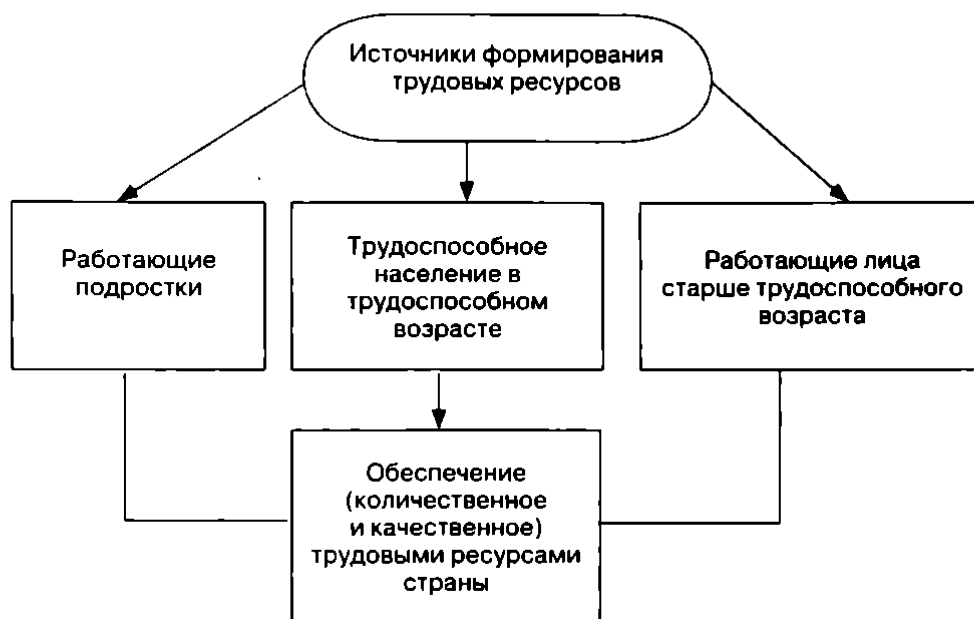 Источники формирования
трудовых ресурсов
Работающие
подростки
Трудоспособное
население в
трудоспособном
возрасте
Работающие лица
старше трудоспособного
возраста
Обеспечение
(количественное
и качественное)
трудовыми ресурсами
страны